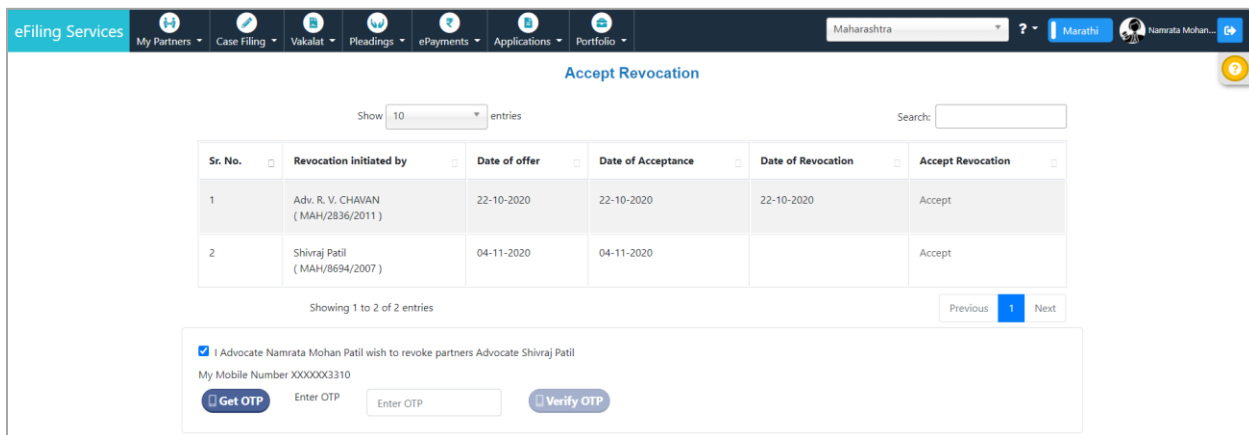 eFiling Services
My Partners Case Filing Vakalat Pleadings ePayments Applications Portfolio Maharashtra ? Marathi Namrata Mohan...
Accept Revocation
Show 10 entries Search:
Sr. No. Revocation initiated by Date of offer Date of Acceptance Date of Revocation Accept Revocation
1 Adv. R. V. CHAVAN 22-10-2020 22-10-2020 22-10-2020 Accept
( MAH/2836/2011 )
2 Shivraj Patil 04-11-2020 04-11-2020 Accept
( MAH/8694/2007 )
Showing 1 to 2 of 2 entries Previous 1 Next
I Advocate Namrata Mohan Patil wish to revoke partners Advocate Shivraj Patil
My Mobile Number XXXXXX3310
Get OTP Enter OTP Enter OTP Verify OTP